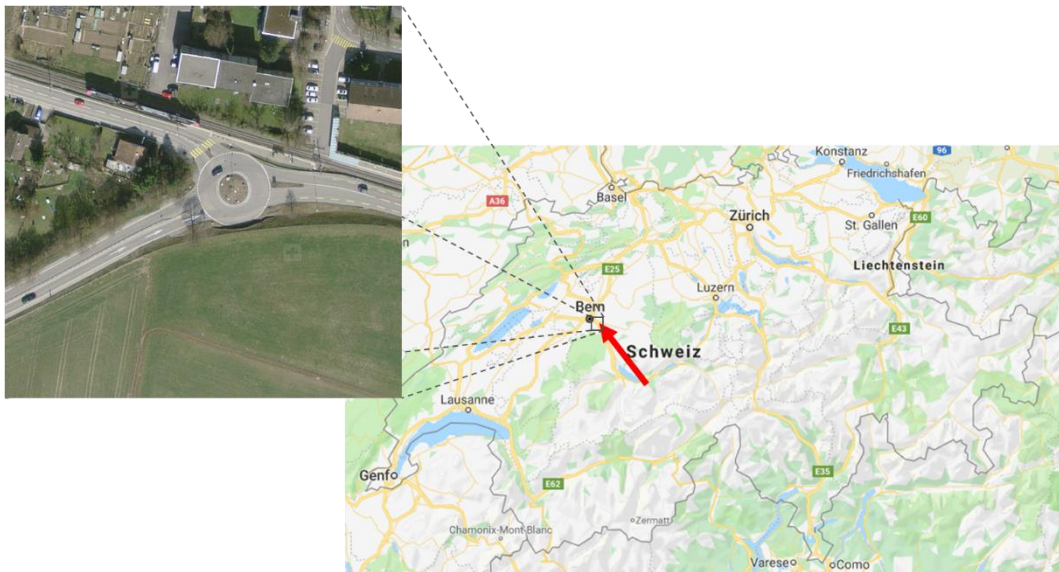 Konstanz
96
Friedrichshafen
A36
Basel
Zürich
St. Gallen
E60
Liechtenstein
E25
Luzern
Bern
E43
Schweiz
Lausanne
Genf
E35
E62
Zermatt
Chamonix-Mont-Blanc
Varese
Como